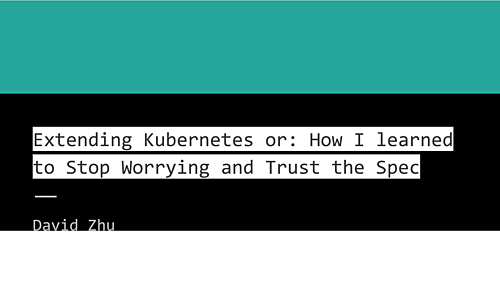 Extending Kubernetes or: How I learned
to Stop Worrying and Trust the Spec
David Zhu